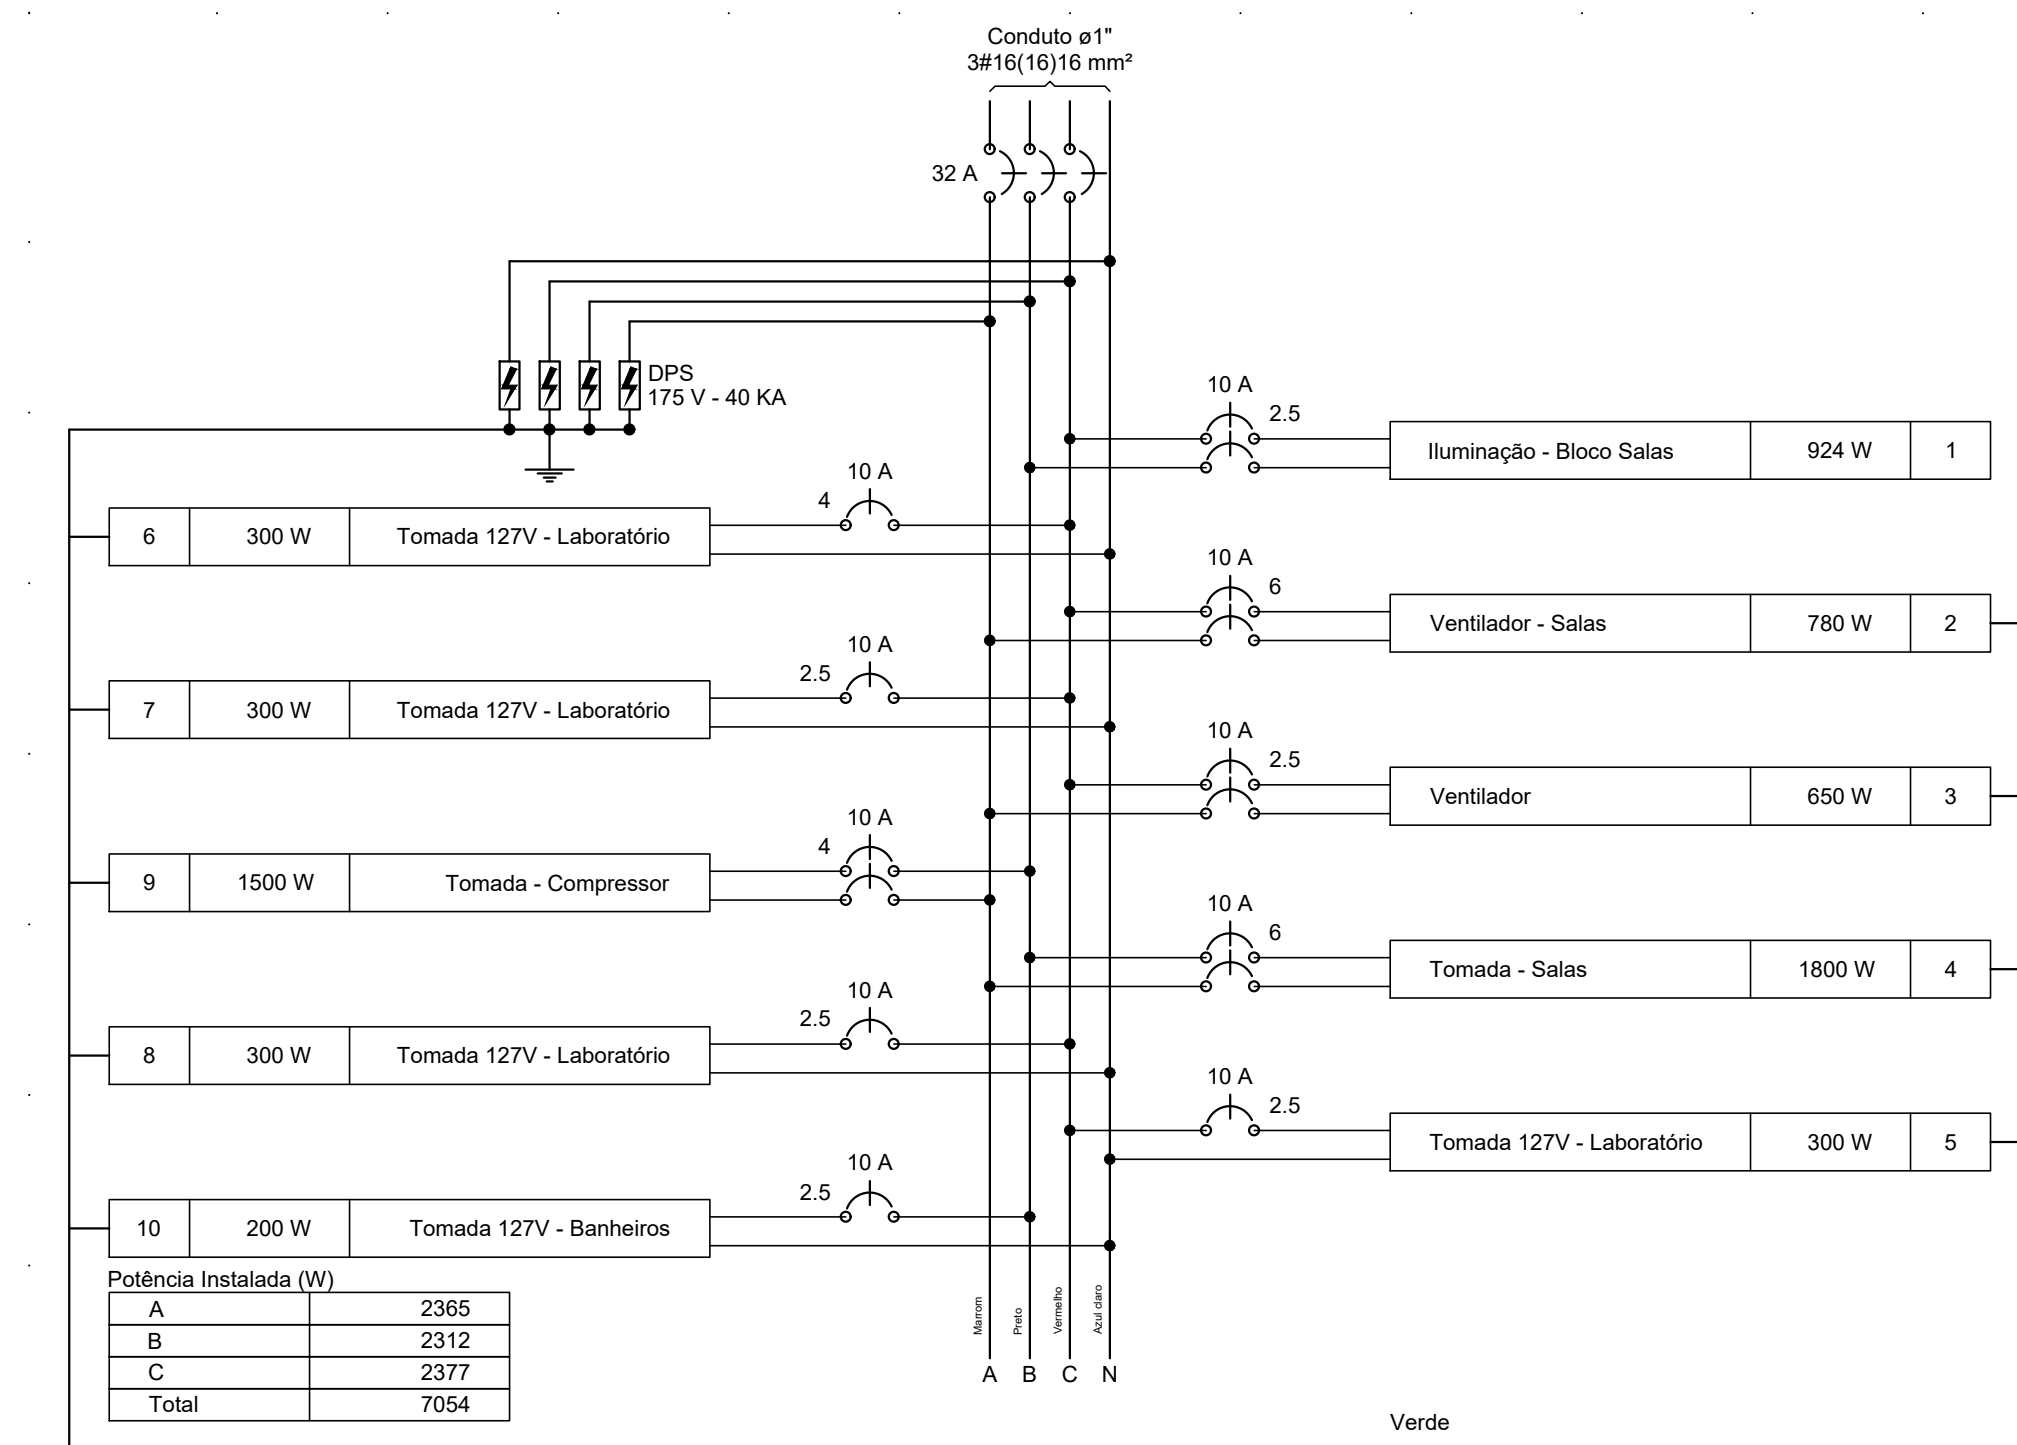 Conduto ø1"
3#16(16)16 mm²
32 A
DPS
175 V - 40 KA
10 A
2.5
Iluminação - Bloco Salas 924 W 1
10 A
4
6 300 W Tomada 127V - Laboratório
10 A
6
Ventilador - Salas 780 W 2
10 A
2.5
7 300 W Tomada 127V - Laboratório
10 A
2.5
Ventilador 650 W 3
10 A
4
9 1500 W Tomada - Compressor
10 A
6
Tomada - Salas 1800 W 4
10 A
2.5
8 300 W Tomada 127V - Laboratório
10 A
2.5
Tomada 127V - Laboratório 300 W 5
10 A
2.5
10 200 W Tomada 127V - Banheiros
Potência Instalada (W)
A 2365
B 2312
C 2377
Total 7054
Marrom
Preto
Vermelho
Azul claro
A B C N
Verde